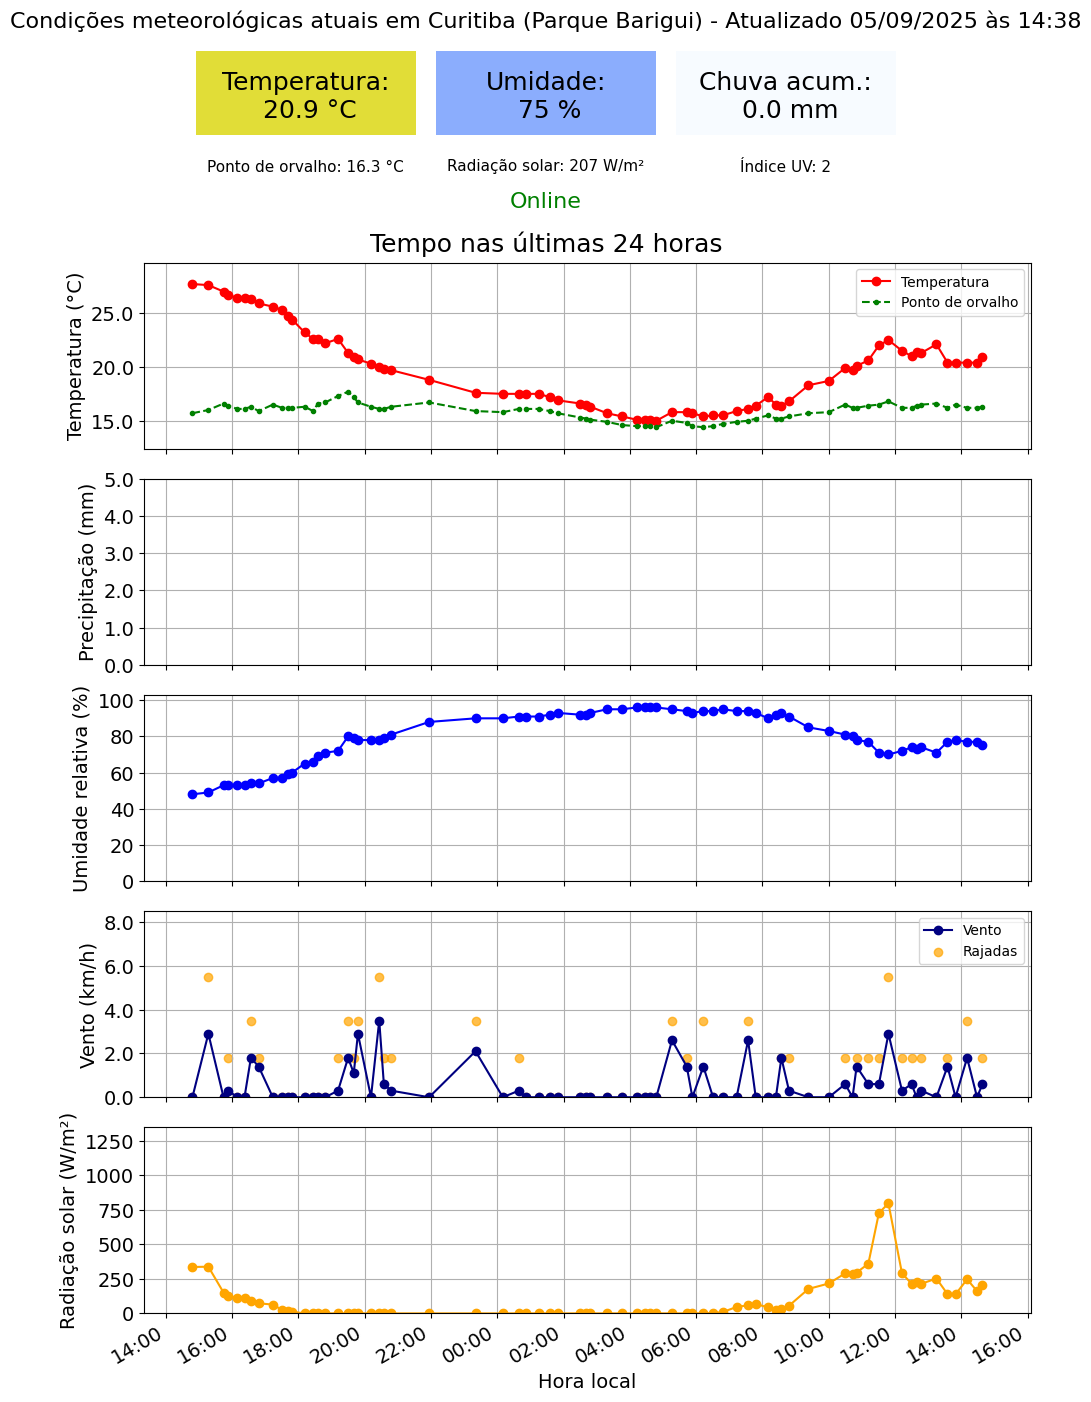 Condições meteorológicas atuais em Curitiba (Parque Barigui) - Atualizado 05/09/2025 às 14:38
Temperatura:
20.9 °C
Umidade:
75 %
Chuva acum.:
0.0 mm
Ponto de orvalho: 16.3 °C
Radiação solar: 207 W/m²
Índice UV: 2
Online
Tempo nas últimas 24 horas
Temperatura (°C)
25.0
20.0
15.0
Temperatura
Ponto de orvalho
Precipitação (mm)
5.0
4.0
3.0
2.0
1.0
0.0
Umidade relativa (%)
100
80
60
40
20
0
Vento (km/h)
8.0
6.0
4.0
2.0
0.0
Vento
Rajadas
Radiação solar (W/m²)
1250
1000
750
500
250
0
14:00
16:00
18:00
20:00
22:00
00:00
02:00
04:00
06:00
08:00
10:00
12:00
14:00
16:00
Hora local